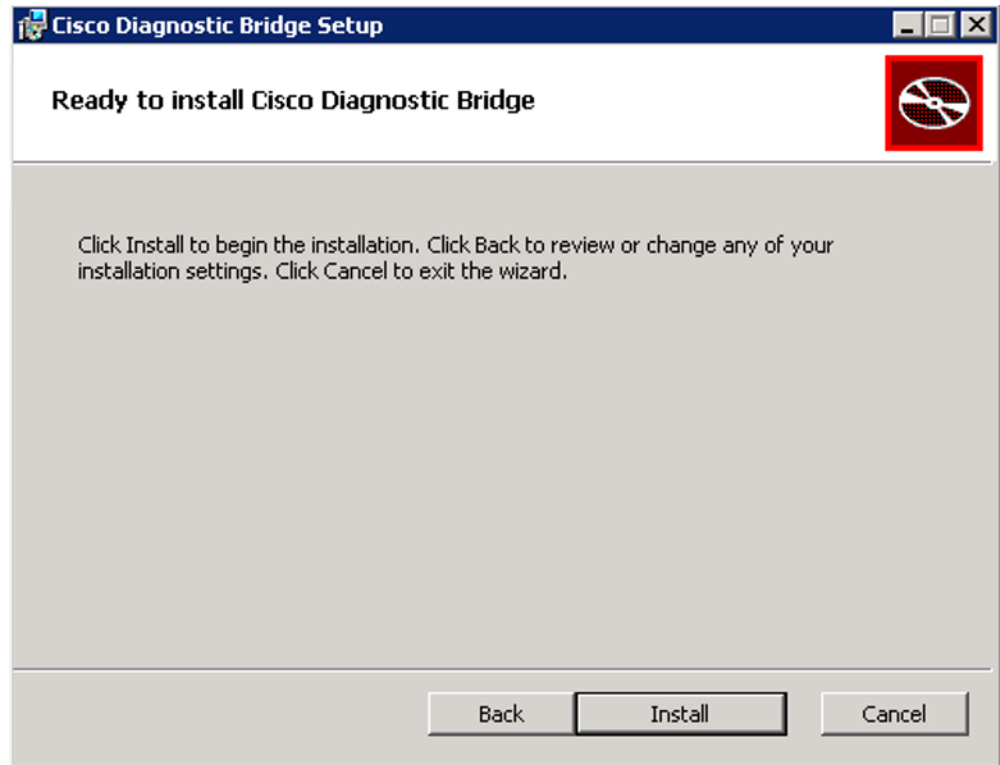 Cisco Diagnostic Bridge Setup
Ready to install Cisco Diagnostic Bridge
Click Install to begin the installation. Click Back to review or change any of your
installation settings. Click Cancel to exit the wizard.
Back
Install
Cancel